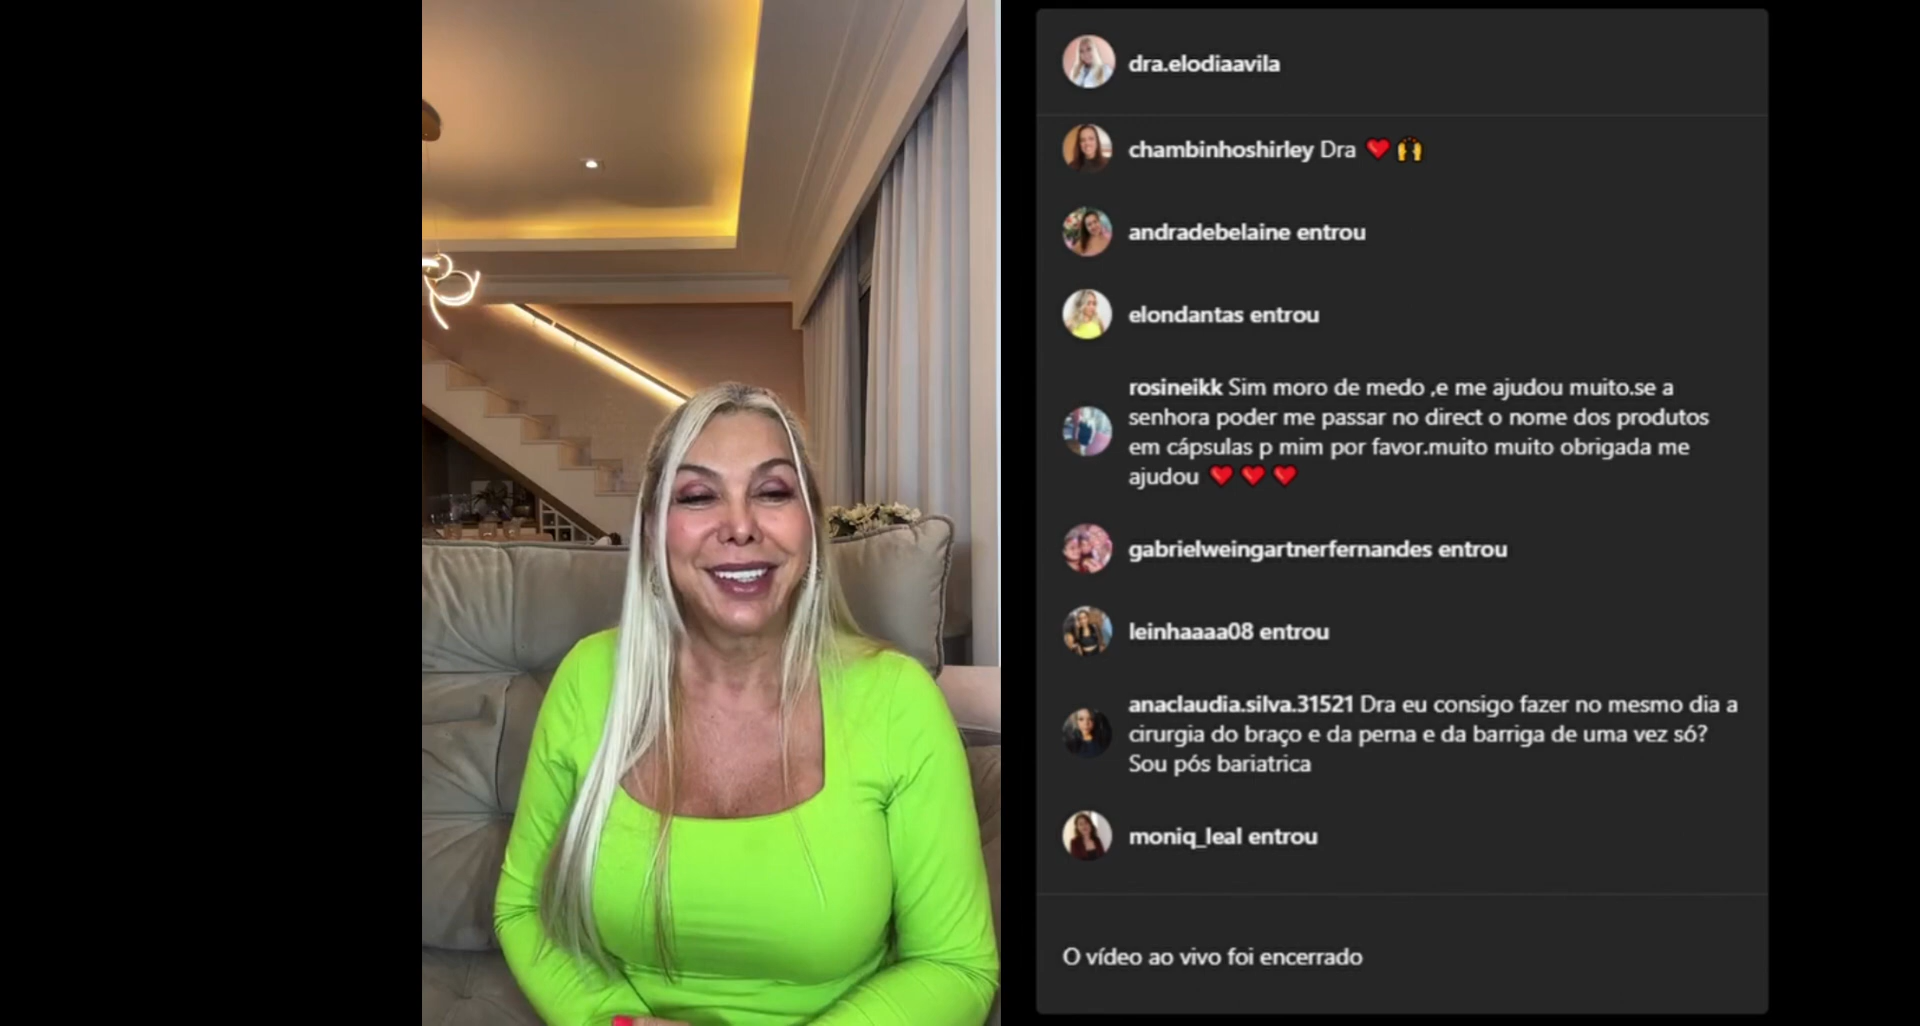 dra.elodiaavila
chambinhoshirley Dra ❤️ 🙌
andradebelaine entrou
elondantas entrou
rosineikk Sim moro de medo ,e me ajudou muito.se a
senhora poder me passar no direct o nome dos produtos
em cápsulas p mim por favor.muito muito obrigada me
ajudou ❤️ ❤️ ❤️
gabrielweingartnerfernandes entrou
leinhaaaa08 entrou
anaclaudia.silva.31521 Dra eu consigo fazer no mesmo dia a
cirurgia do braço e da perna e da barriga de uma vez só?
Sou pós bariatrica
moniq_leal entrou
O vídeo ao vivo foi encerrado